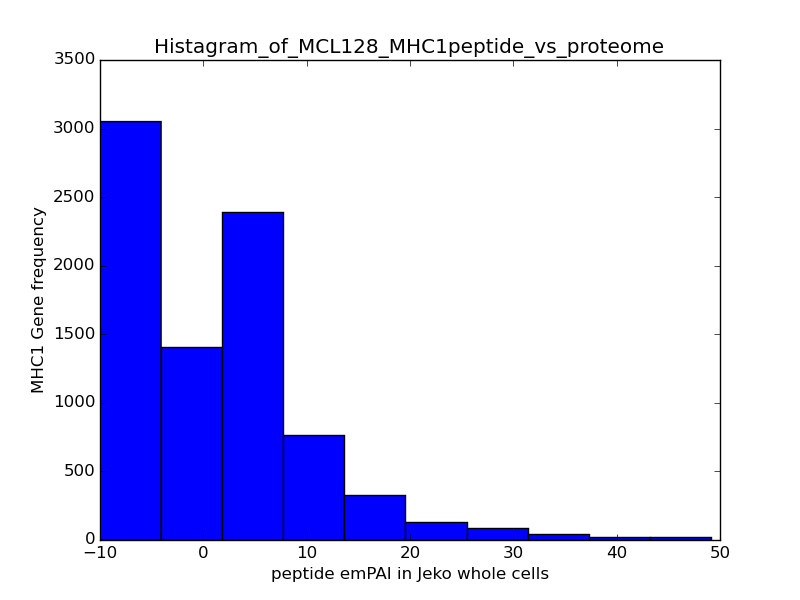 Histagram_of_MCL128_MHC1peptide_vs_proteome
3500
3000
2500
2000
1500
1000
500
0
MHC1 Gene frequency
−10 0 10 20 30 40 50
peptide emPAI in Jeko whole cells